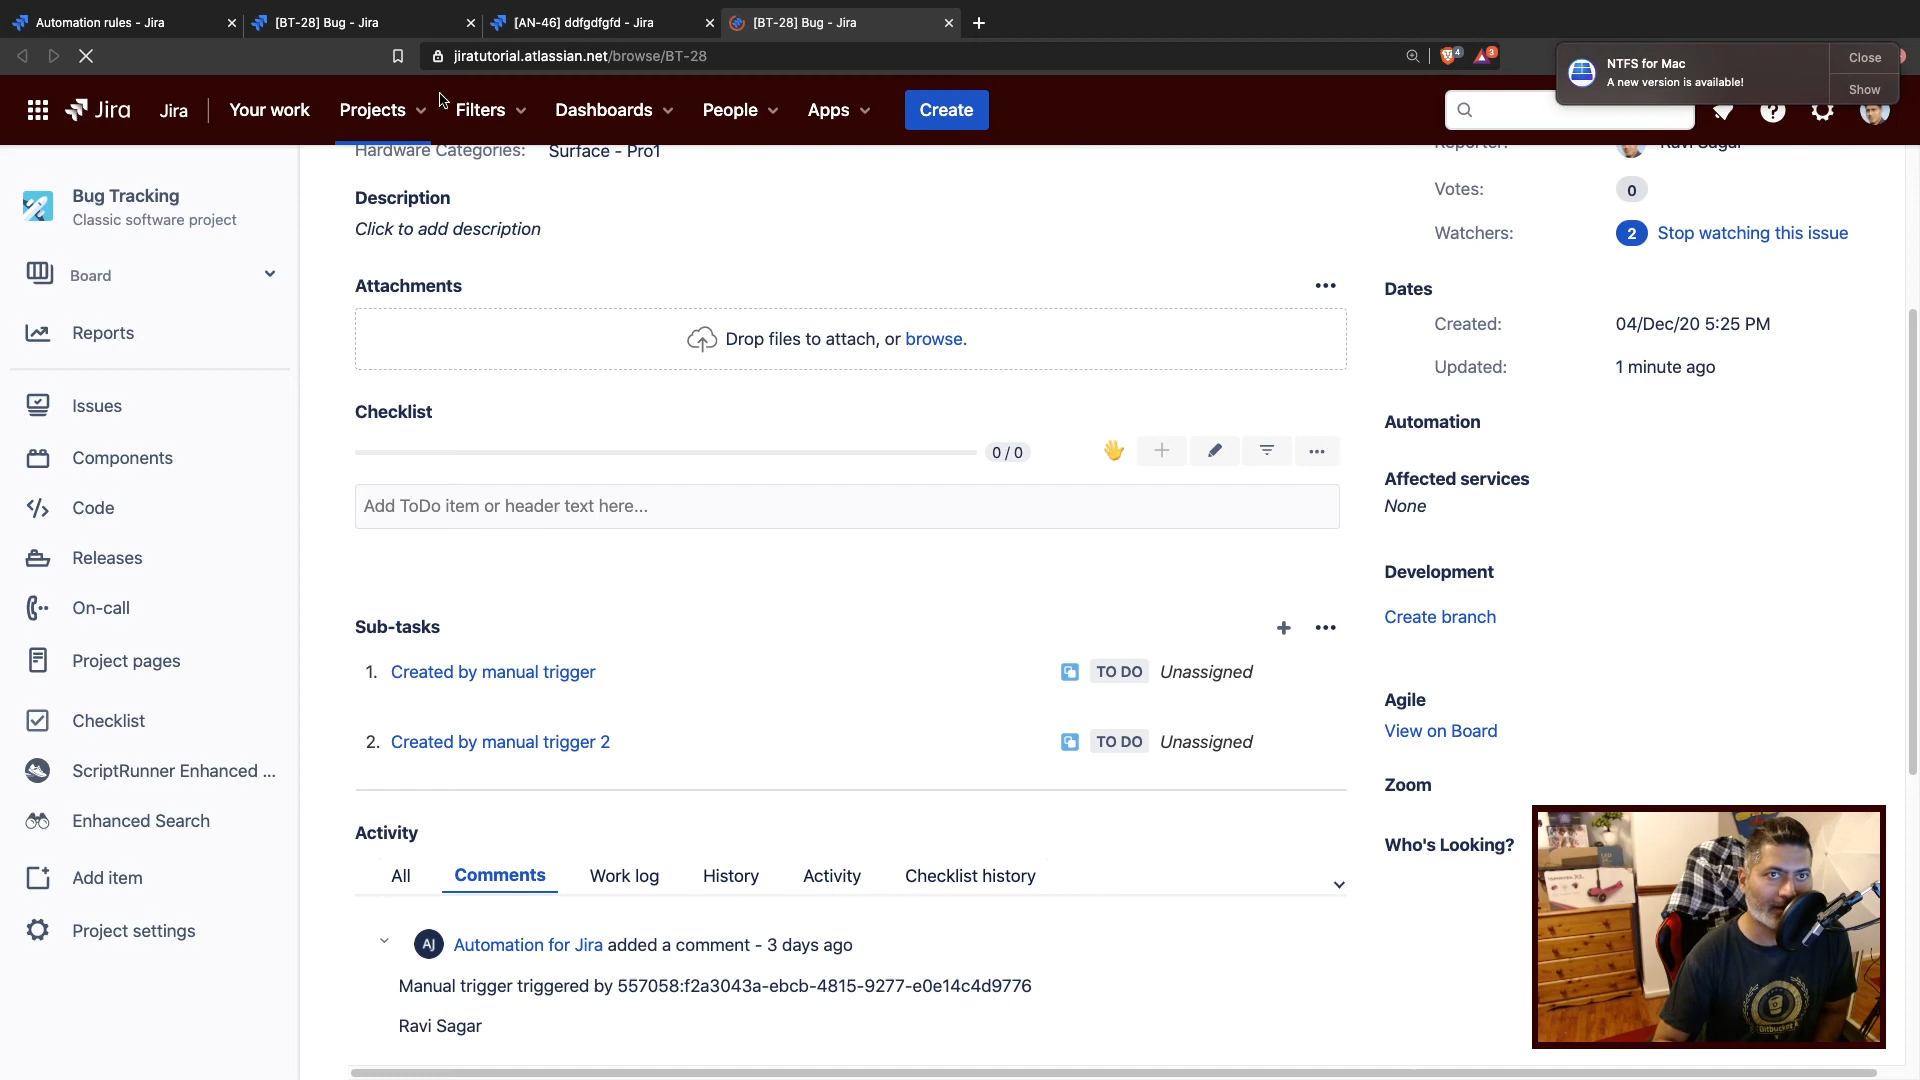 Automation rules - Jira
[BT-28] Bug - Jira
[AN-46] ddfgdfgfd - Jira
[BT-28] Bug - Jira
jiratutorial.atlassian.net/browse/BT-28
4
3
NTFS for Mac
A new version is available!
Close
Show
Jira
Jira
Your work
Projects
Filters
Dashboards
People
Apps
Create
Bug Tracking
Classic software project
Board
Reports
Issues
Components
Code
Releases
On-call
Project pages
Checklist
ScriptRunner Enhanced ...
Enhanced Search
Add item
Project settings
Hardware Categories: Surface - Pro1
Description
Click to add description
Attachments
Drop files to attach, or browse.
Checklist
0 / 0
Add ToDo item or header text here...
Sub-tasks
1. Created by manual trigger TO DO Unassigned
2. Created by manual trigger 2 TO DO Unassigned
Activity
All
Comments
Work log
History
Activity
Checklist history
AJ Automation for Jira added a comment - 3 days ago
Manual trigger triggered by 557058:f2a3043a-ebcb-4815-9277-e0e14c4d9776
Ravi Sagar
Reporter: Ravi Sagar
Votes: 0
Watchers: 2 Stop watching this issue
Dates
Created: 04/Dec/20 5:25 PM
Updated: 1 minute ago
Automation
Affected services
None
Development
Create branch
Agile
View on Board
Zoom
Who's Looking?
Bitbucket